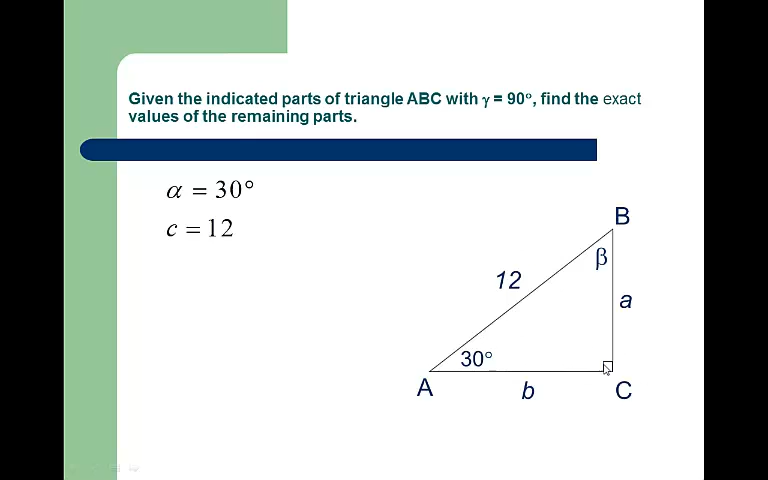 Given the indicated parts of triangle ABC with γ = 90°, find the exact
values of the remaining parts.
α = 30°
c = 12
B
β
12
a
30°
A
b
C